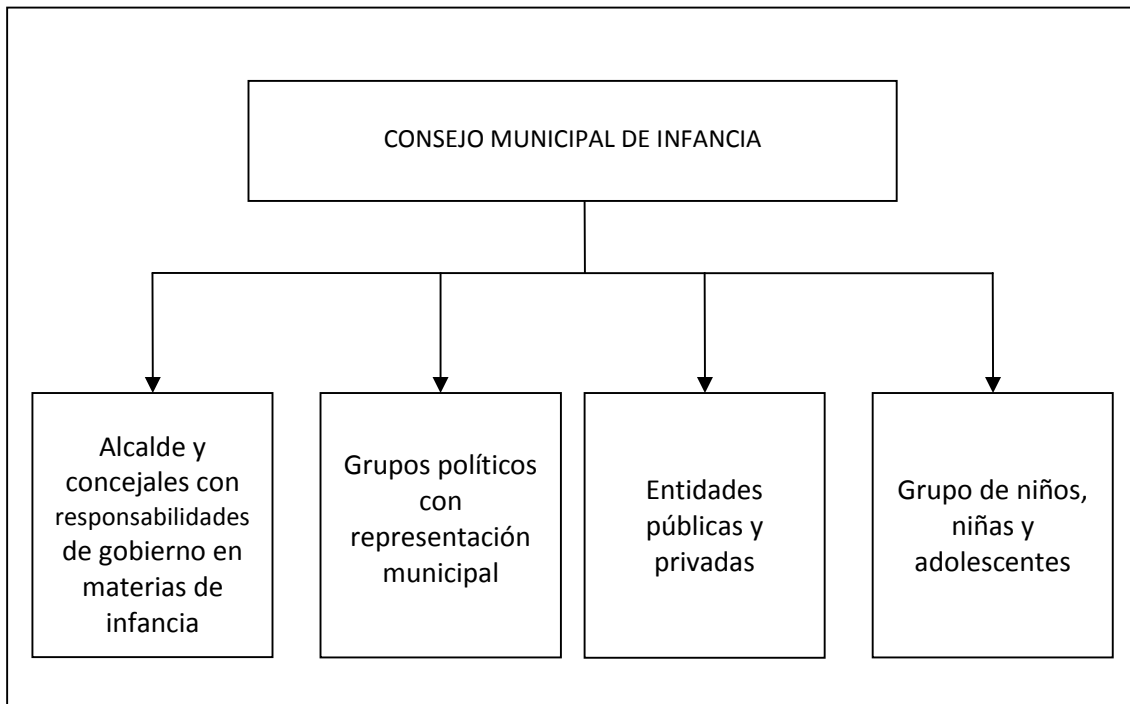 CONSEJO MUNICIPAL DE INFANCIA
Alcalde y
concejales con
responsabilidades
de gobierno en
materias de
infancia
Grupos políticos
con
representación
municipal
Entidades
públicas y
privadas
Grupo de niños,
niñas y
adolescentes